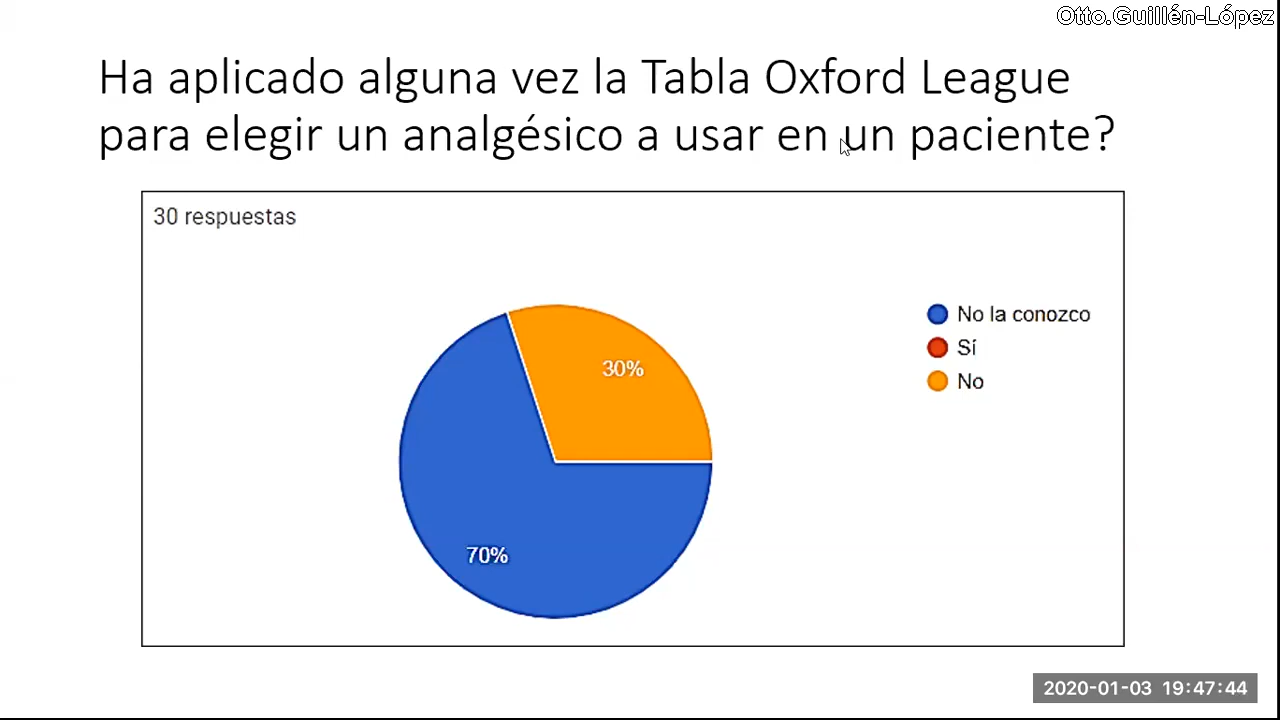 Otto.Guillén-López
Ha aplicado alguna vez la Tabla Oxford League
para elegir un analgésico a usar en un paciente?
30 respuestas
No la conozco
Sí
No
30%
70%
2020-01-03 19:47:44